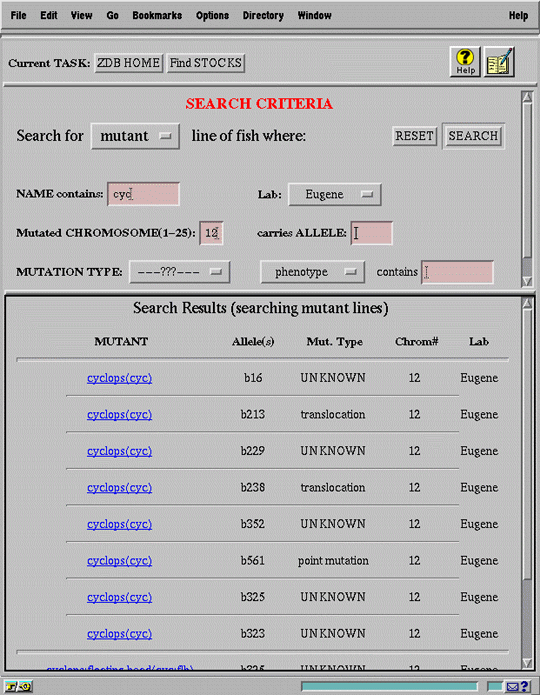 File Edit View Go Bookmarks Options Directory Window Help
Current TASK: ZDB HOME Find STOCKS Help
SEARCH CRITERIA
Search for mutant line of fish where: RESET SEARCH
NAME contains: cyc Lab: Eugene
Mutated CHROMOSOME(1-25): 12 carries ALLELE:
MUTATION TYPE: ---???--- phenotype contains
Search Results (searching mutant lines)
MUTANT Allele(s) Mut. Type Chrom# Lab
cyclops(cyc) b16 UNKNOWN 12 Eugene
cyclops(cyc) b213 translocation 12 Eugene
cyclops(cyc) b229 UNKNOWN 12 Eugene
cyclops(cyc) b238 translocation 12 Eugene
cyclops(cyc) b352 UNKNOWN 12 Eugene
cyclops(cyc) b561 point mutation 12 Eugene
cyclops(cyc) b325 UNKNOWN 12 Eugene
cyclops(cyc) b323 UNKNOWN 12 Eugene
UNKNOWN 12 Eugene